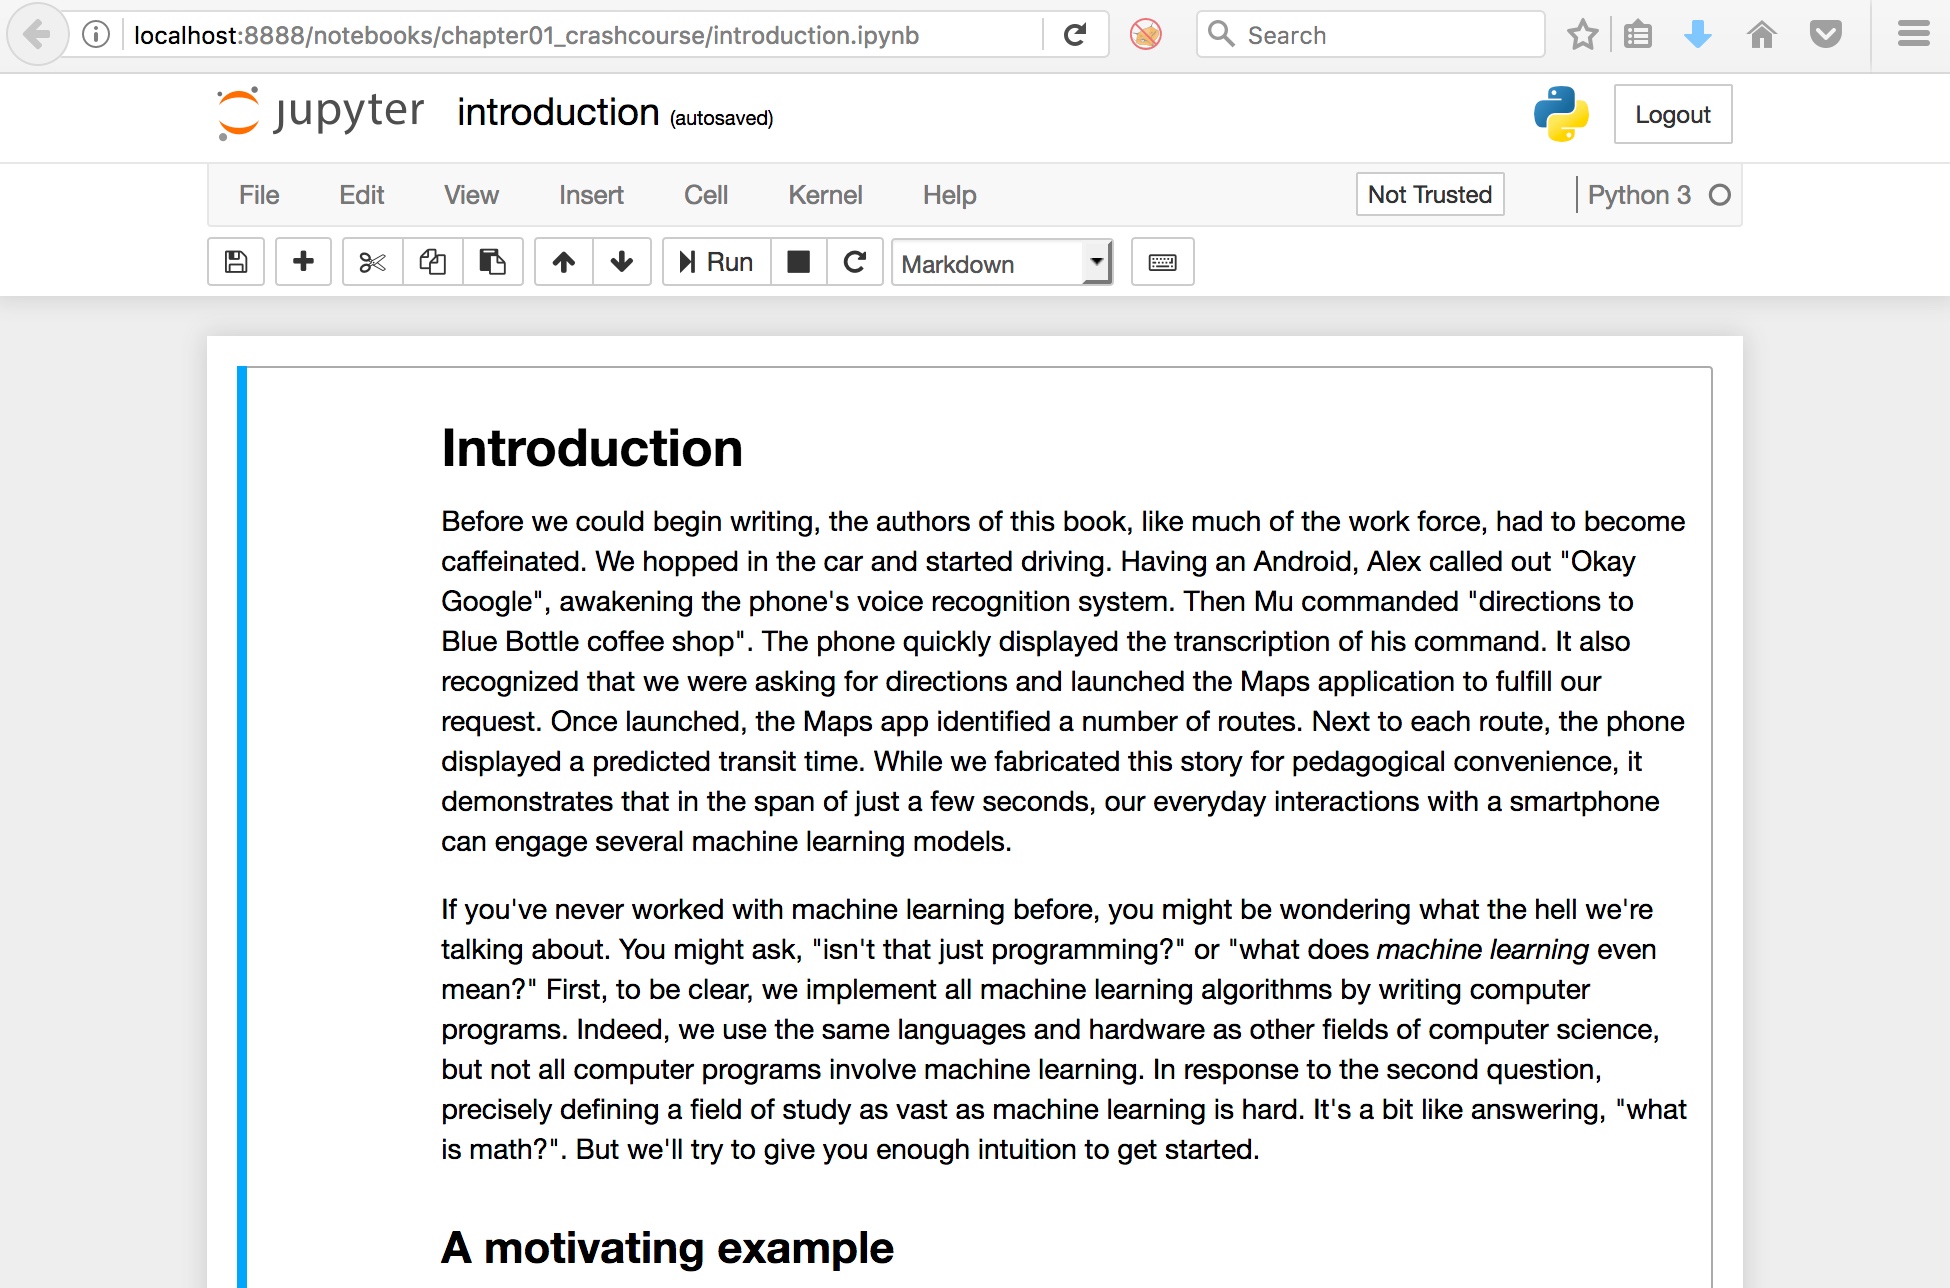 localhost:8888/notebooks/chapter01_crashcourse/introduction.ipynb
Search
jupyter introduction (autosaved)
Logout
File Edit View Insert Cell Kernel Help
Not Trusted
Python 3
Run
Markdown
Introduction
Before we could begin writing, the authors of this book, like much of the work force, had to become
caffeinated. We hopped in the car and started driving. Having an Android, Alex called out "Okay
Google", awakening the phone's voice recognition system. Then Mu commanded "directions to
Blue Bottle coffee shop". The phone quickly displayed the transcription of his command. It also
recognized that we were asking for directions and launched the Maps application to fulfill our
request. Once launched, the Maps app identified a number of routes. Next to each route, the phone
displayed a predicted transit time. While we fabricated this story for pedagogical convenience, it
demonstrates that in the span of just a few seconds, our everyday interactions with a smartphone
can engage several machine learning models.
If you've never worked with machine learning before, you might be wondering what the hell we're
talking about. You might ask, "isn't that just programming?" or "what does machine learning even
mean?" First, to be clear, we implement all machine learning algorithms by writing computer
programs. Indeed, we use the same languages and hardware as other fields of computer science,
but not all computer programs involve machine learning. In response to the second question,
precisely defining a field of study as vast as machine learning is hard. It's a bit like answering, "what
is math?". But we'll try to give you enough intuition to get started.
A motivating example